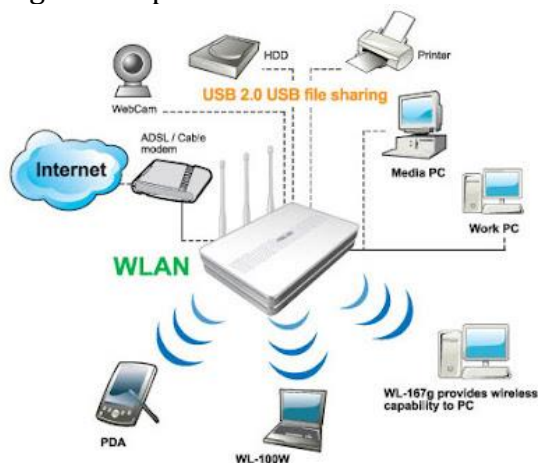 HDD
Printer
WebCam
USB 2.0 USB file sharing
ADSL / Cable
modem
Internet
Media PC
Work PC
WLAN
WL-167g provides wireless
capability to PC
PDA
WL-100W